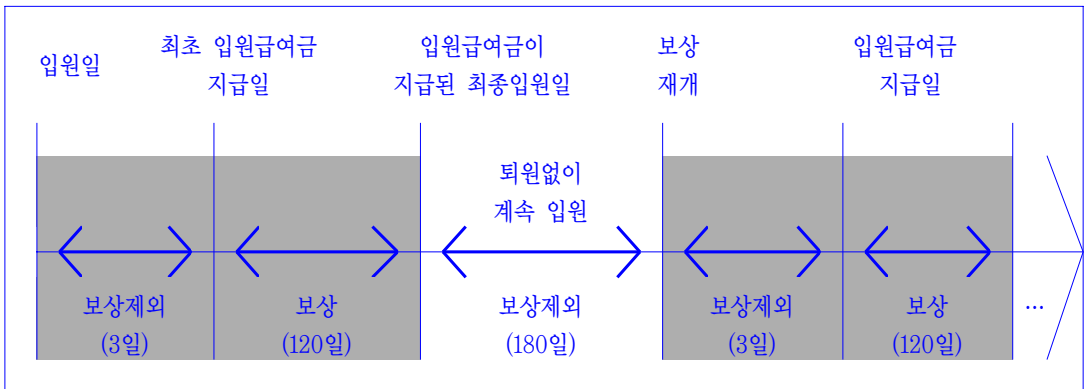 입원일
최초 입원급여금
지급일
입원급여금이
지급된 최종입원일
보상
재개
입원급여금
지급일
퇴원없이
계속 입원
보상제외
(3일)
보상
(120일)
보상제외
(180일)
보상제외
(3일)
보상
(120일)
…